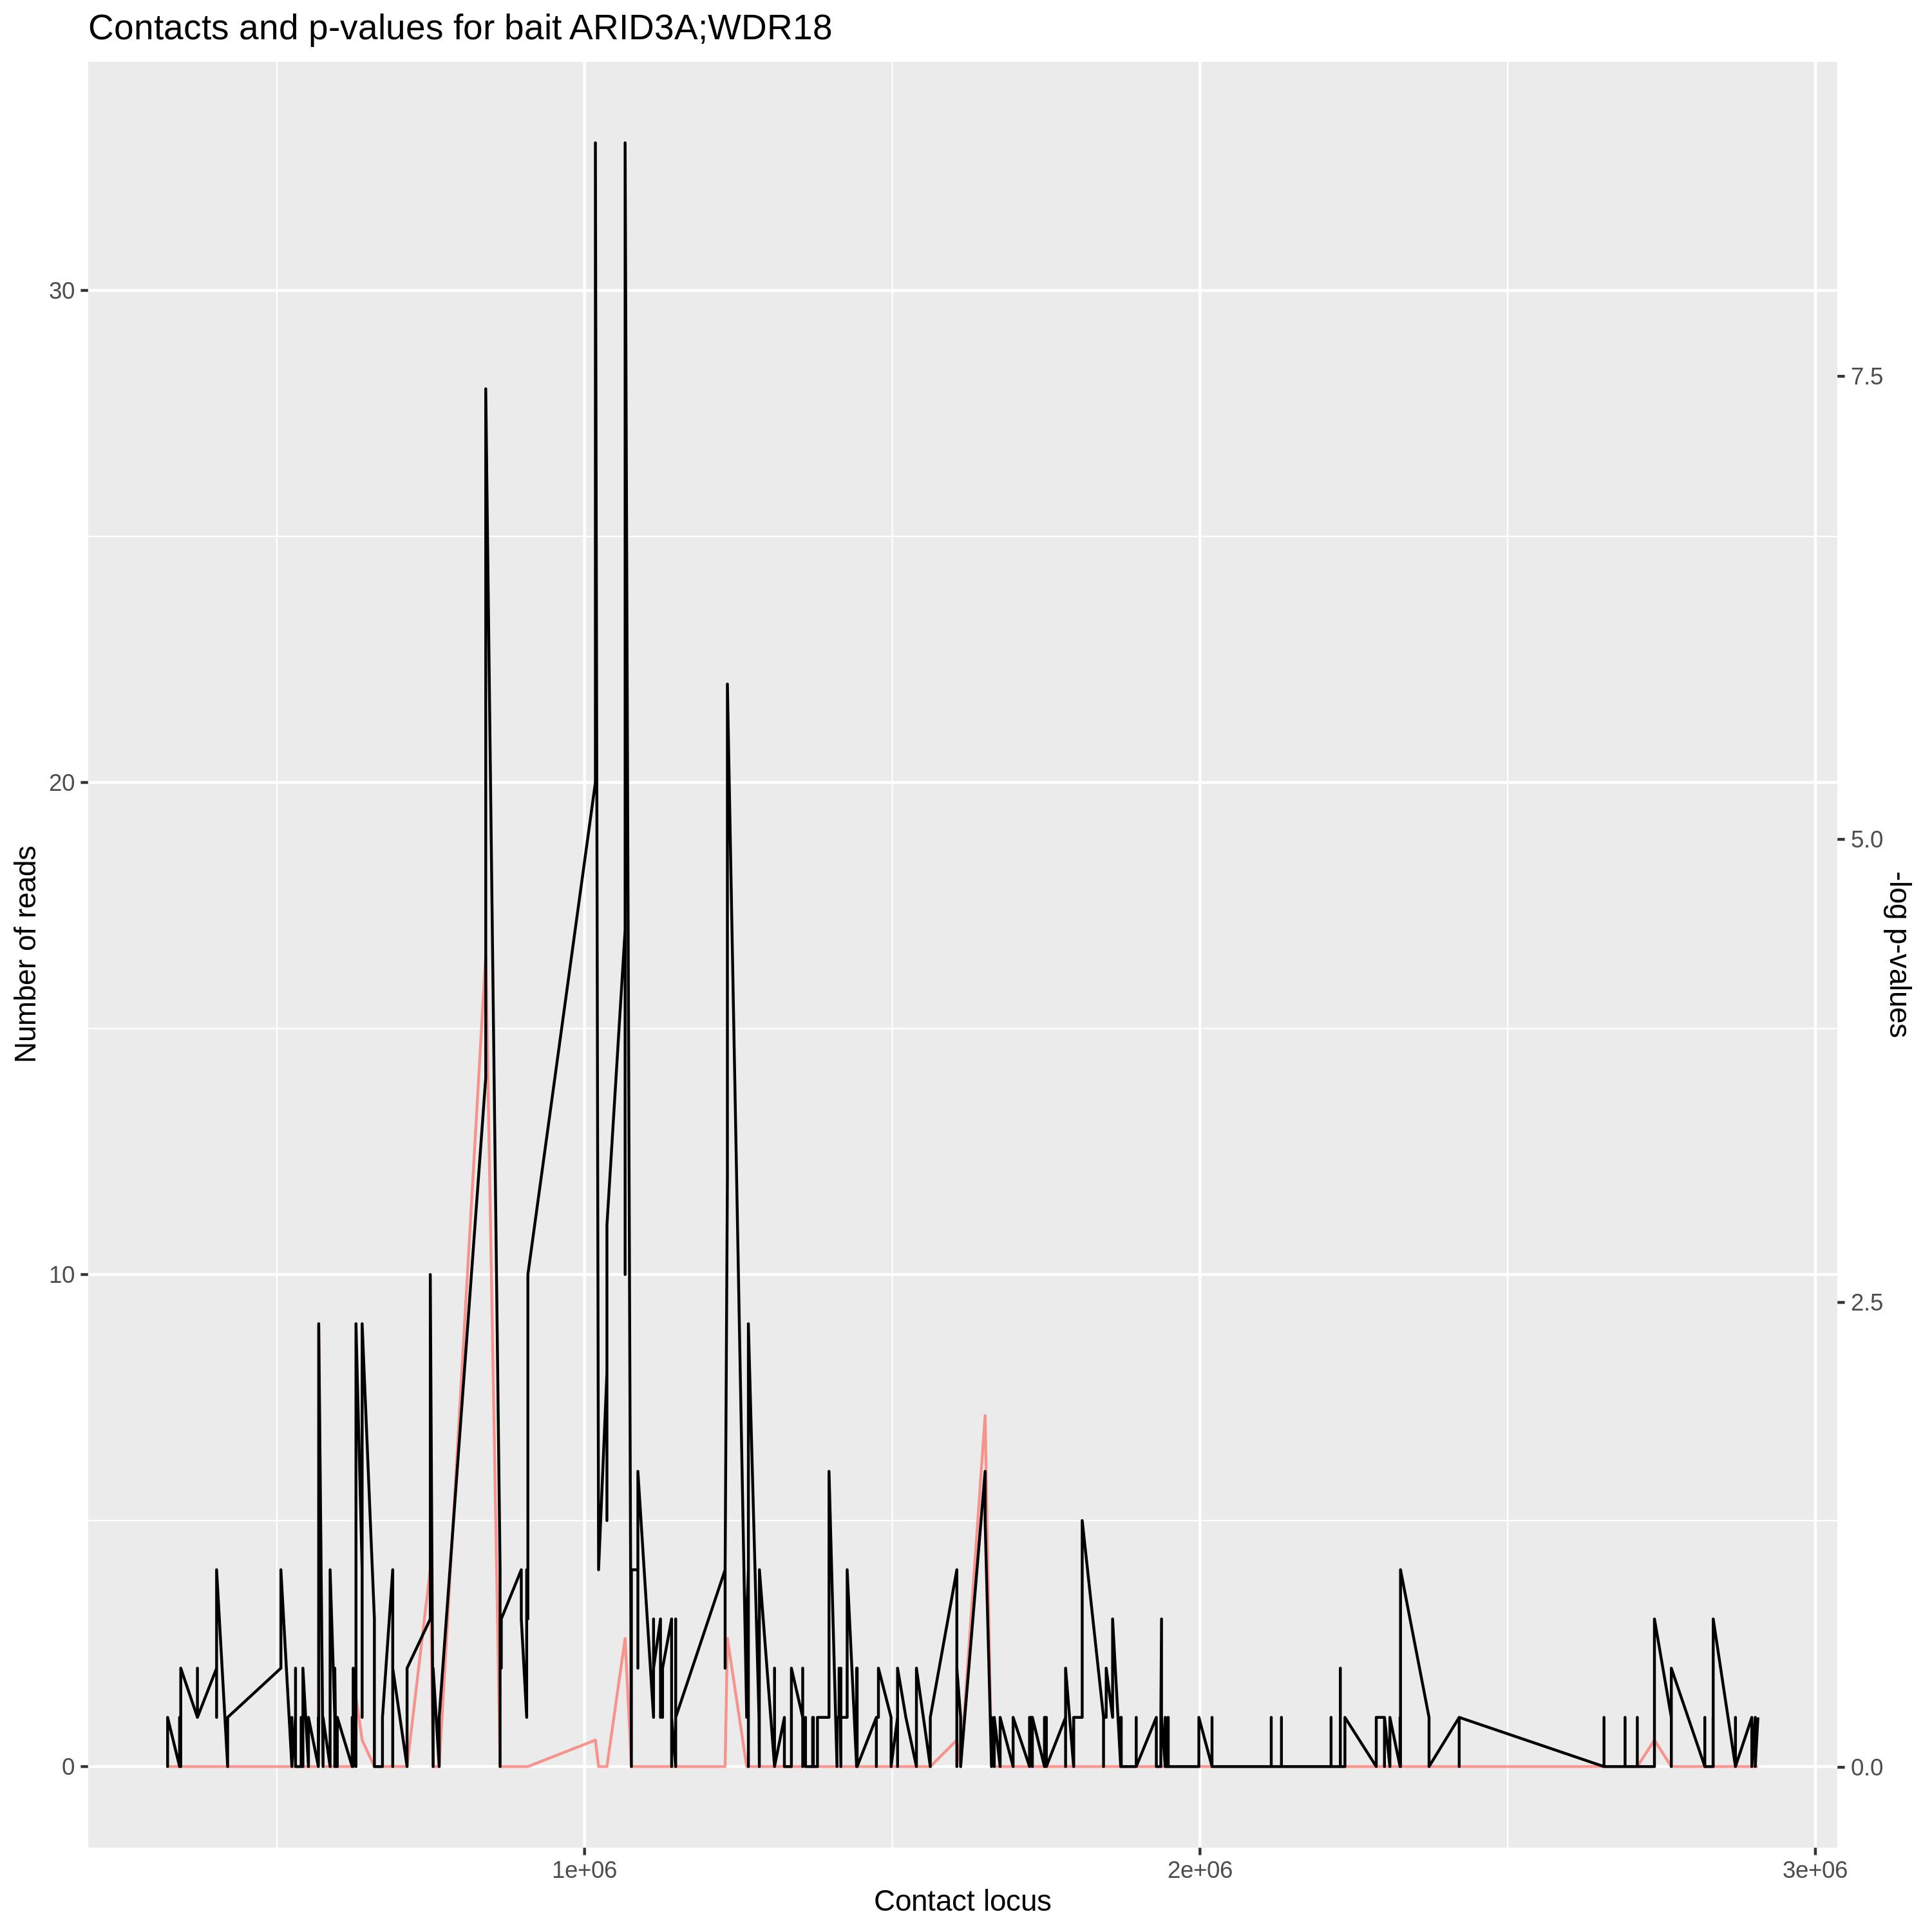 Contacts and p-values for bait ARID3A;WDR18
30
20
10
0
Number of reads
7.5
5.0
2.5
0.0
-log p-values
1e+06
2e+06
3e+06
Contact locus